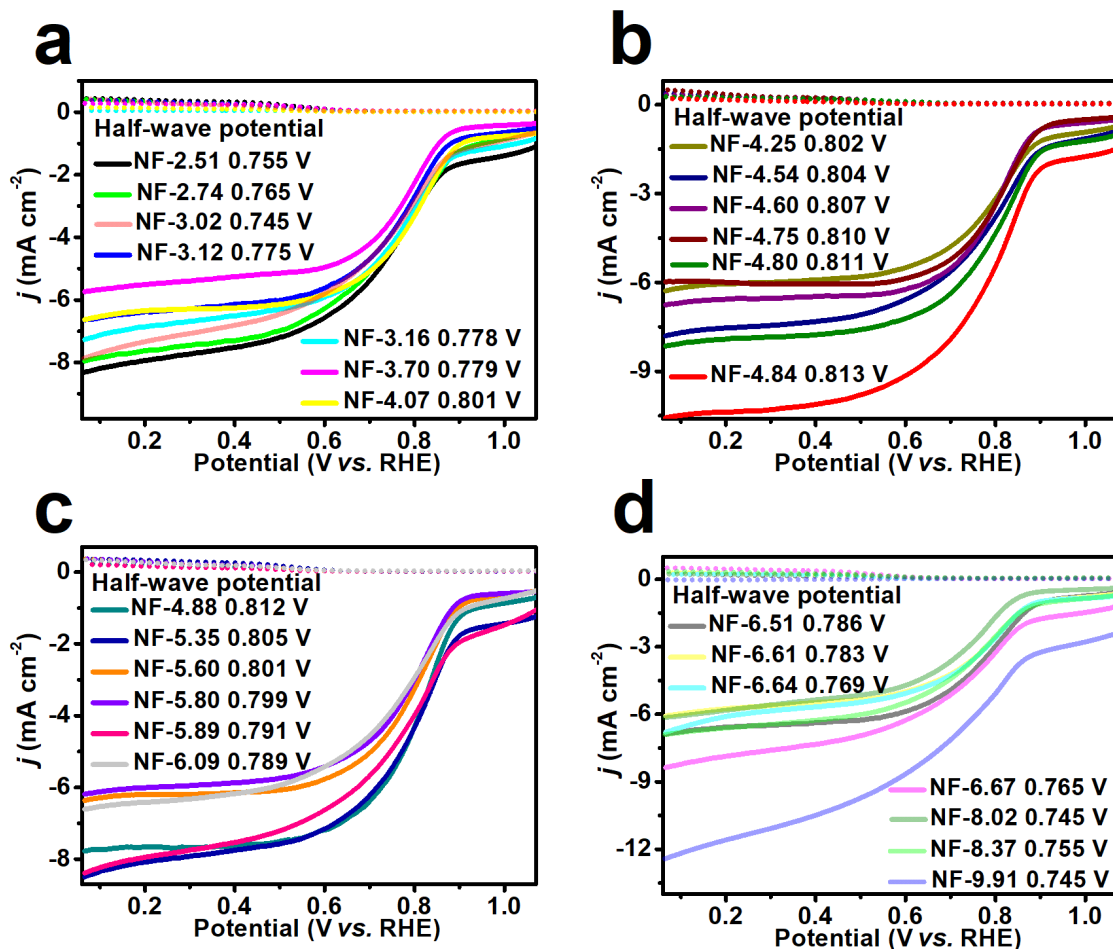 a
0
-2
-4
-6
-8
j (mA cm-2)
Half-wave potential
NF-2.51 0.755 V
NF-2.74 0.765 V
NF-3.02 0.745 V
NF-3.12 0.775 V
NF-3.16 0.778 V
NF-3.70 0.779 V
NF-4.07 0.801 V
0.2 0.4 0.6 0.8 1.0
Potential (V vs. RHE)
b
0
-3
-6
-9
j (mA cm-2)
Half-wave potential
NF-4.25 0.802 V
NF-4.54 0.804 V
NF-4.60 0.807 V
NF-4.75 0.810 V
NF-4.80 0.811 V
NF-4.84 0.813 V
0.2 0.4 0.6 0.8 1.0
Potential (V vs. RHE)
c
0
-2
-4
-6
-8
j (mA cm-2)
Half-wave potential
NF-4.88 0.812 V
NF-5.35 0.805 V
NF-5.60 0.801 V
NF-5.80 0.799 V
NF-5.89 0.791 V
NF-6.09 0.789 V
0.2 0.4 0.6 0.8 1.0
Potential (V vs. RHE)
d
0
-3
-6
-9
-12
j (mA cm-2)
Half-wave potential
NF-6.51 0.786 V
NF-6.61 0.783 V
NF-6.64 0.769 V
NF-6.67 0.765 V
NF-8.02 0.745 V
NF-8.37 0.755 V
NF-9.91 0.745 V
0.2 0.4 0.6 0.8 1.0
Potential (V vs. RHE)